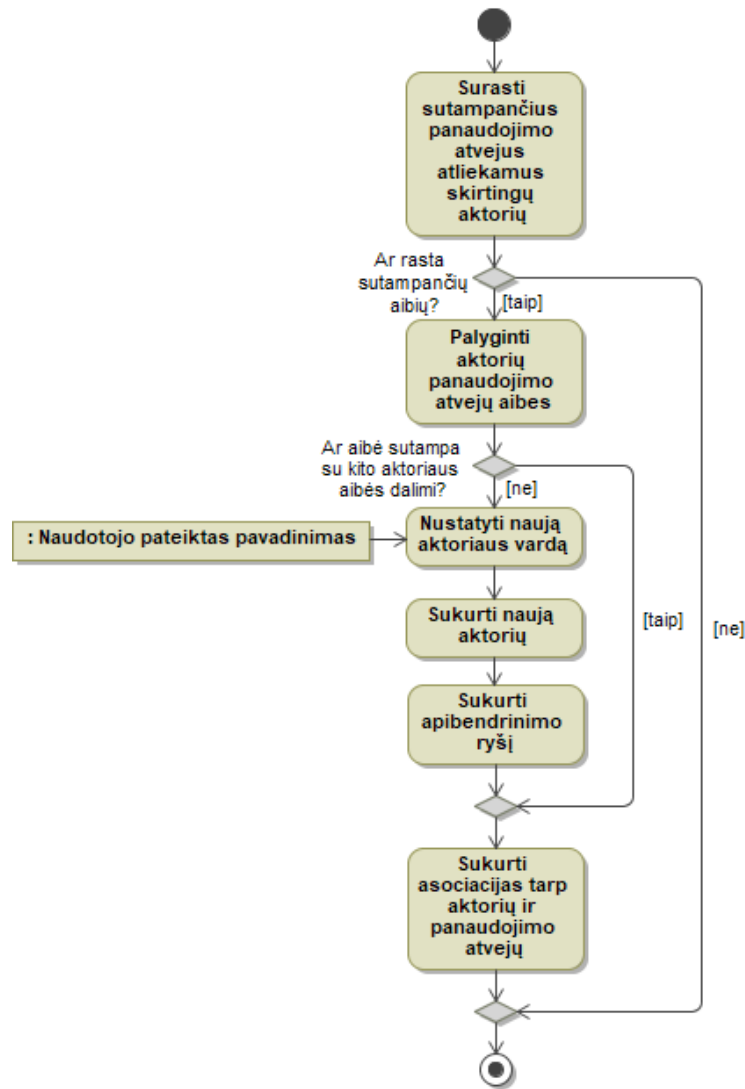 Surasti
sutampančius
panaudojimo
atvejus
atliekamus
skirtingų
aktorių
Ar rasta
sutampančių
aibių?
[taip]
Palyginti
aktorių
panaudojimo
atvejų aibes
Ar aibė sutampa
su kito aktoriaus
aibės dalimi?
[ne]
: Naudotojo pateiktas pavadinimas
Nustatyti naują
aktoriaus vardą
Sukurti naują
aktorių
[taip]
[ne]
Sukurti
apibendrinimo
ryšį
Sukurti
asociacijas tarp
aktorių ir
panaudojimo
atvejų